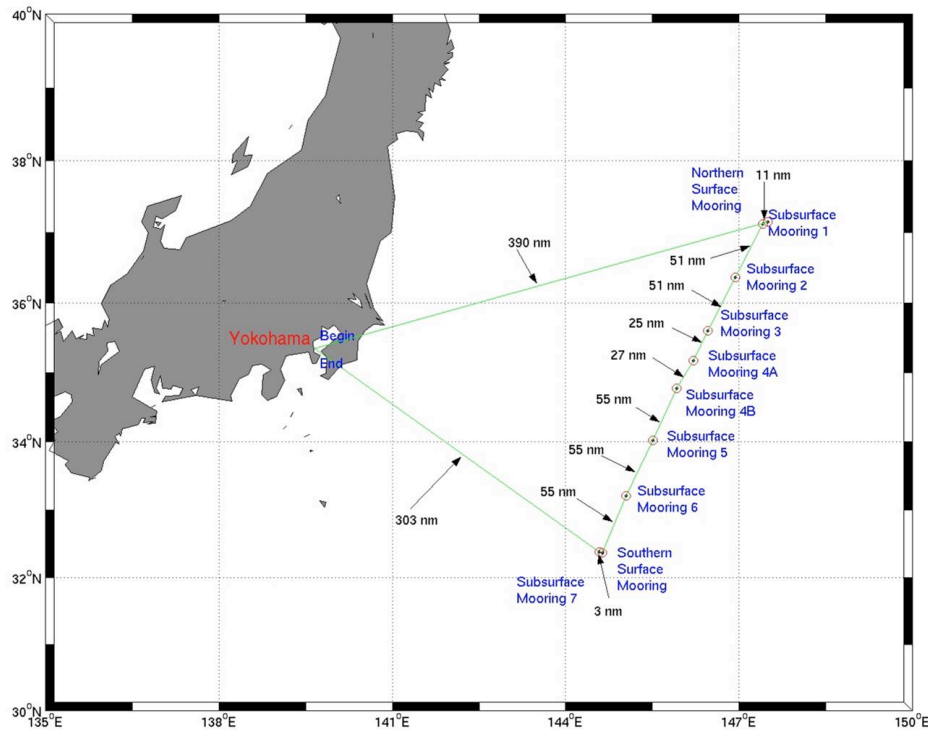 40°N
38°N
36°N
34°N
32°N
30°N
135°E
138°E
141°E
144°E
147°E
150°E
Northern
Surface
Mooring
11 nm
Subsurface
Mooring 1
390 nm
51 nm
Subsurface
Mooring 2
51 nm
Subsurface
Mooring 3
25 nm
Yokohama
Begin
End
27 nm
Subsurface
Mooring 4A
Subsurface
Mooring 4B
55 nm
Subsurface
Mooring 5
55 nm
55 nm
Subsurface
Mooring 6
303 nm
Southern
Surface
Mooring
Subsurface
Mooring 7
3 nm